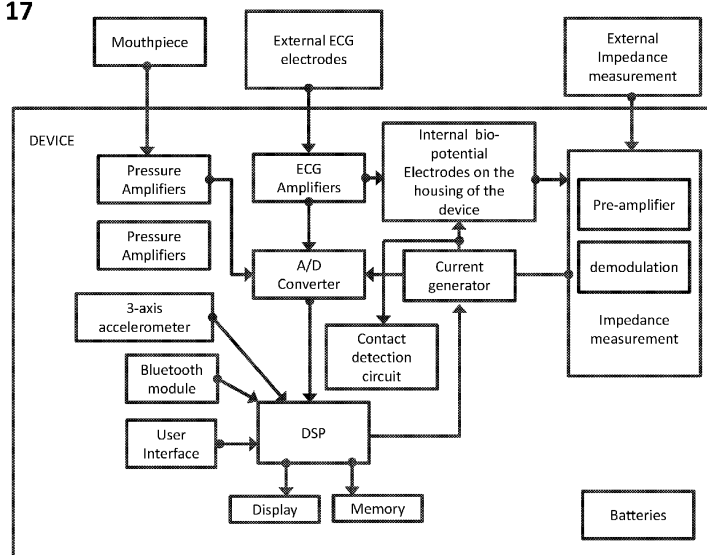 17
Mouthpiece
External ECG
electrodes
External
Impedance
measurement
DEVICE
Pressure
Amplifiers
ECG
Amplifiers
Internal bio-
potential
Electrodes on the
housing of the
device
Pre-amplifier
Pressure
Amplifiers
A/D
Converter
Current
generator
demodulation
Impedance
measurement
3-axis
accelerometer
Contact
detection
circuit
Bluetooth
module
User
Interface
DSP
Display
Memory
Batteries